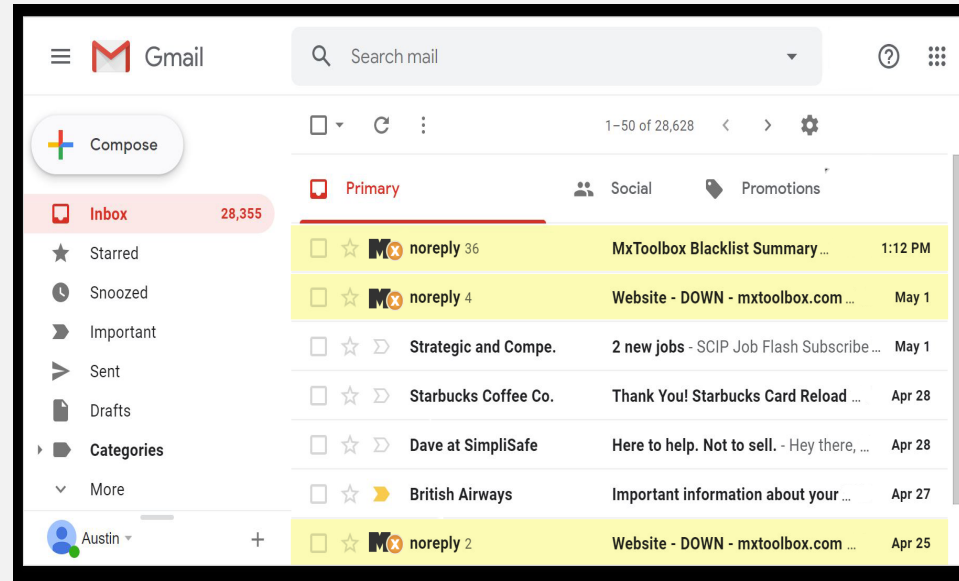 Gmail
Search mail
Compose
1–50 of 28,628
Primary
Social
Promotions
Inbox 28,355
Starred
Snoozed
Important
Sent
Drafts
Categories
More
Austin
noreply 36 MxToolbox Blacklist Summary ... 1:12 PM
noreply 4 Website - DOWN - mxtoolbox.com ... May 1
Strategic and Compe. 2 new jobs - SCIP Job Flash Subscribe ... May 1
Starbucks Coffee Co. Thank You! Starbucks Card Reload ... Apr 28
Dave at SimpliSafe Here to help. Not to sell. - Hey there, ... Apr 28
British Airways Important information about your ... Apr 27
noreply 2 Website - DOWN - mxtoolbox.com ... Apr 25